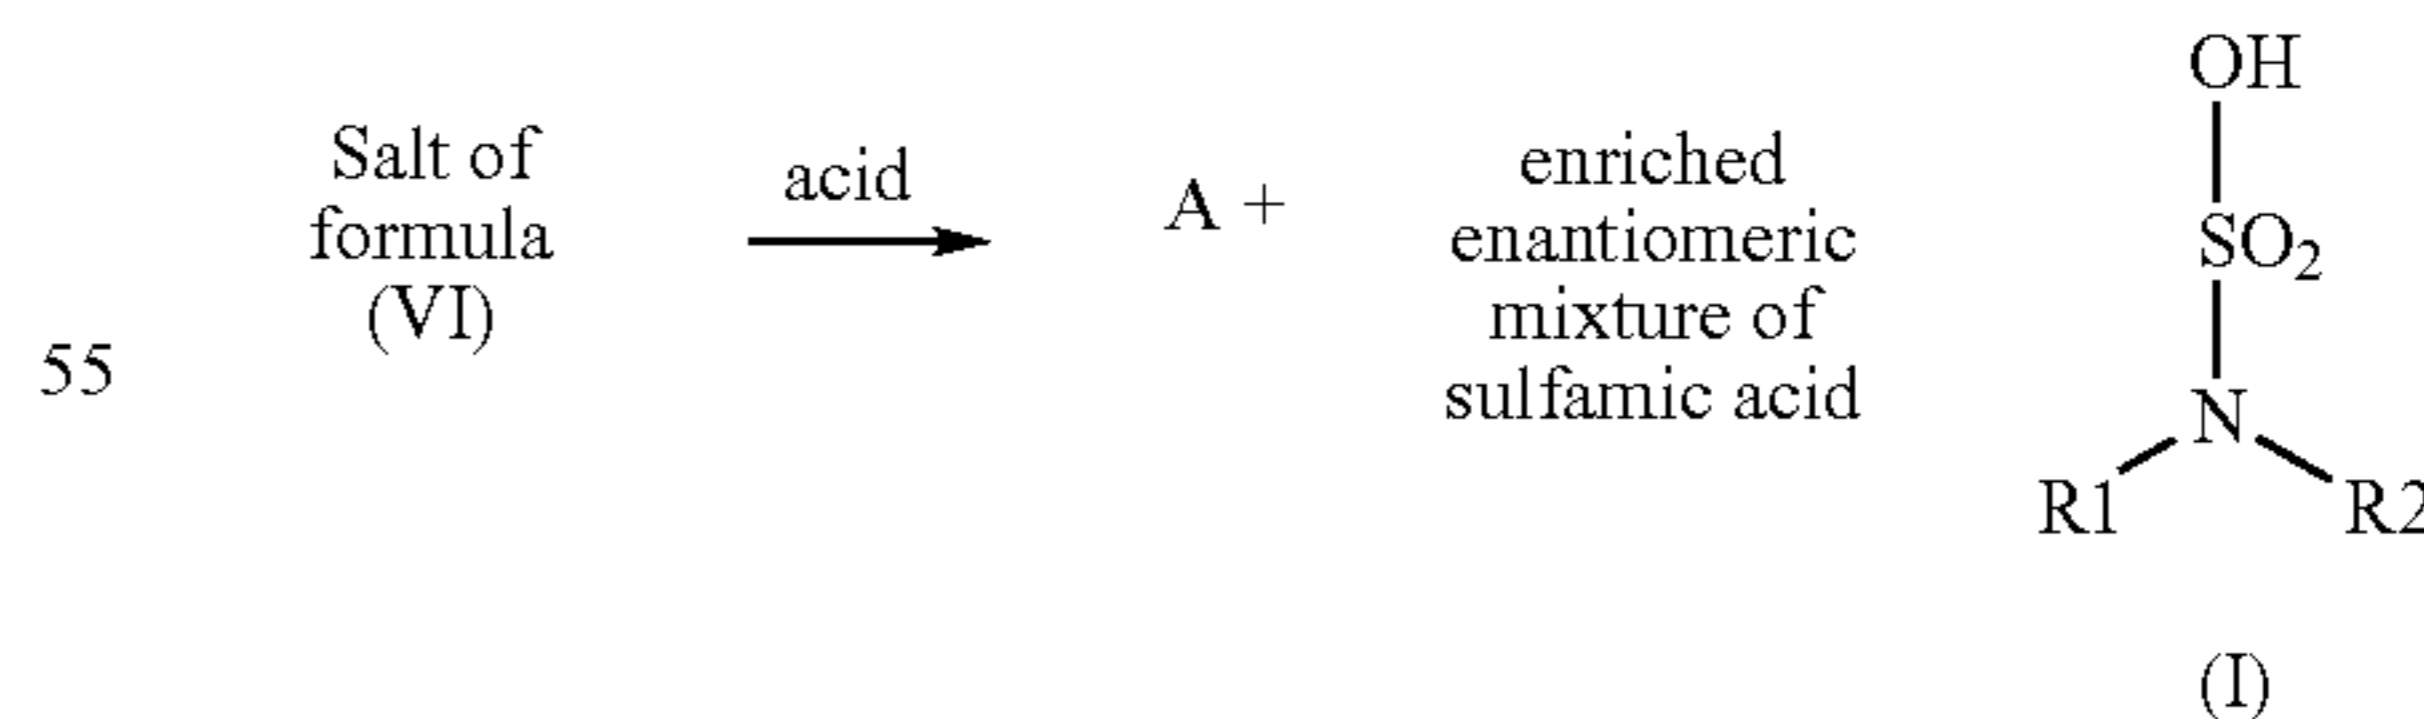 55
Salt of
formula
(VI)
acid
A +
enriched
enantiomeric
mixture of
sulfamic acid
OH
SO2
N
R1 R2
(I)